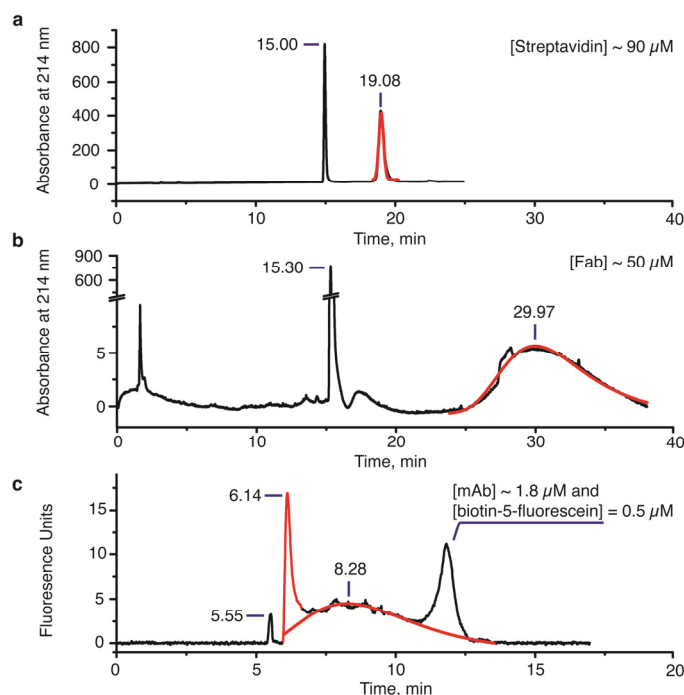 a
Absorbance at 214 nm
800
600
400
200
0
15.00
19.08
[Streptavidin] ~ 90 µM
0
10
20
30
40
Time, min
b
Absorbance at 214 nm
900
600
5
0
15.30
29.97
[Fab] ~ 50 µM
0
10
20
30
40
Time, min
c
Fluoresence Units
15
10
5
0
6.14
5.55
8.28
[mAb] ~ 1.8 µM and
[biotin-5-fluorescein] = 0.5 µM
0
5
10
15
20
Time, min